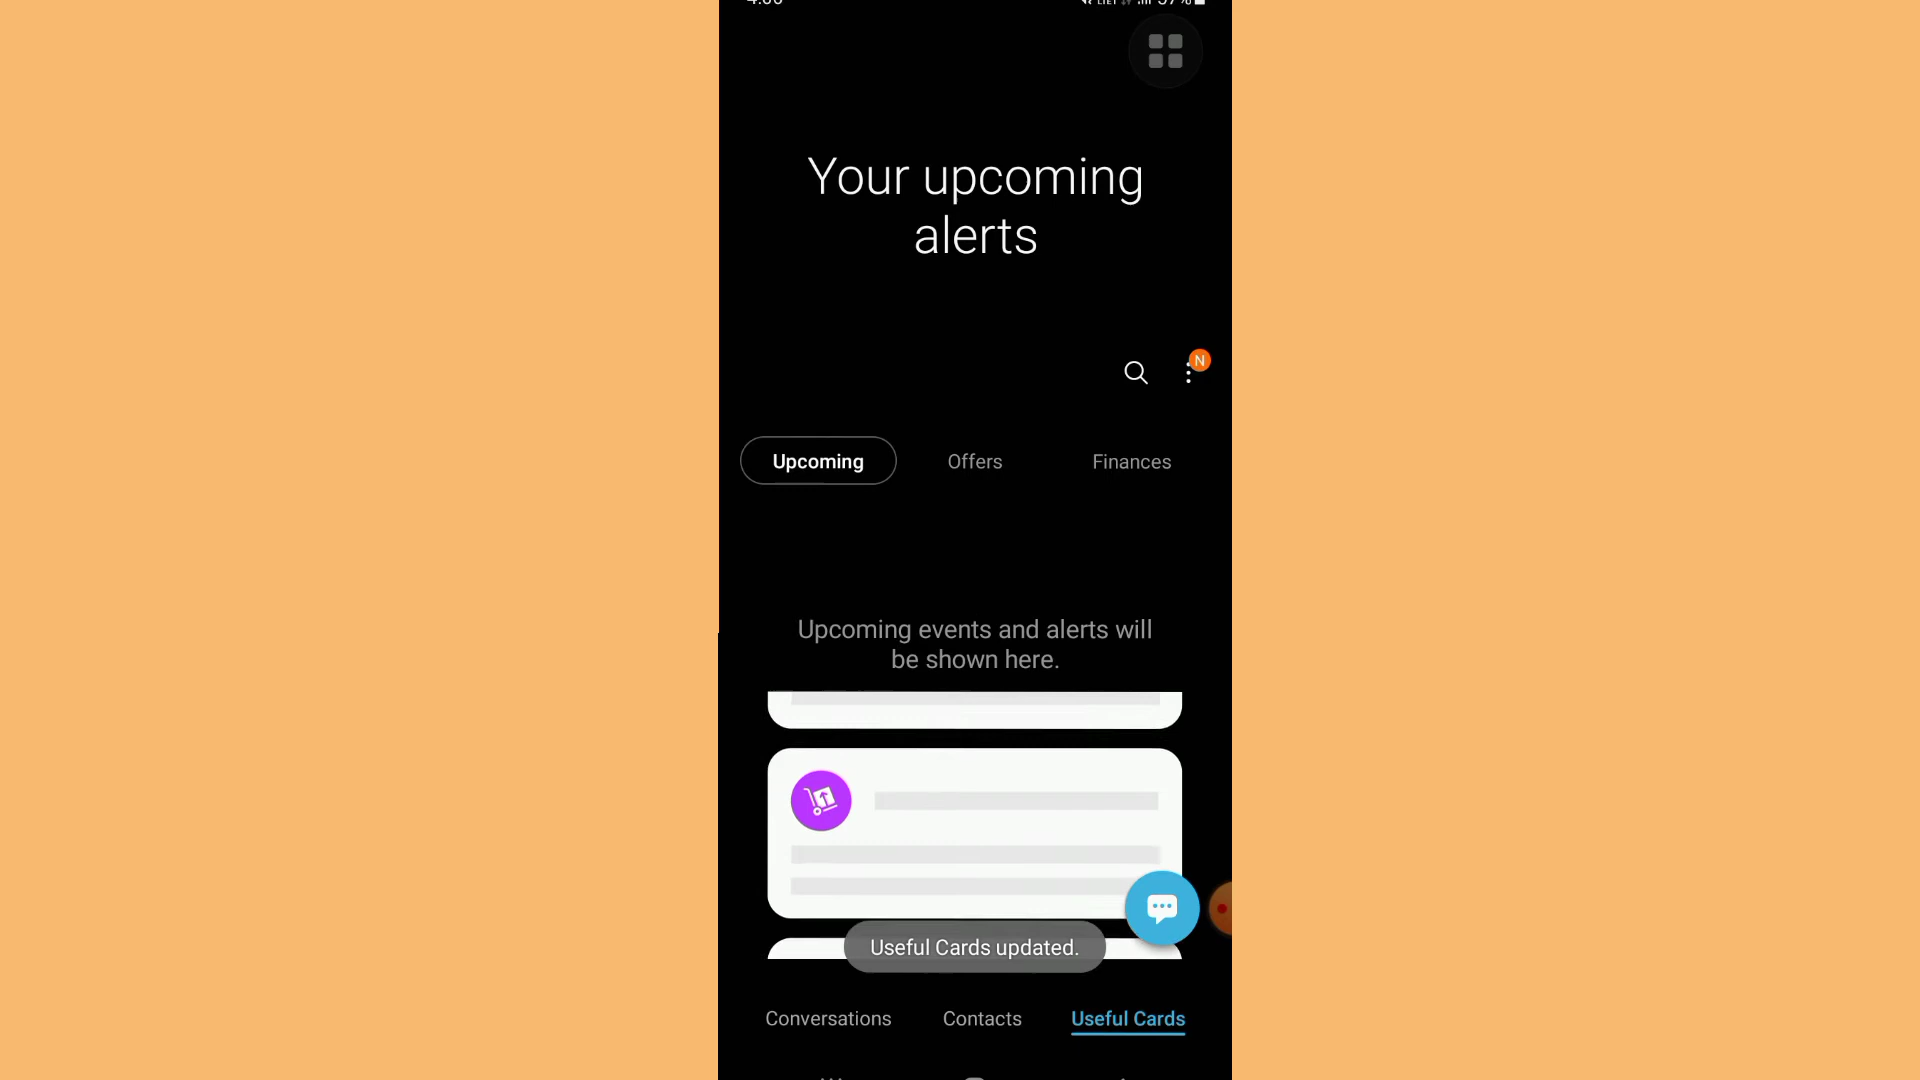 Your upcoming
alerts
N
Upcoming
Offers
Finances
Upcoming events and alerts will
be shown here.
Useful Cards updated.
Conversations
Contacts
Useful Cards